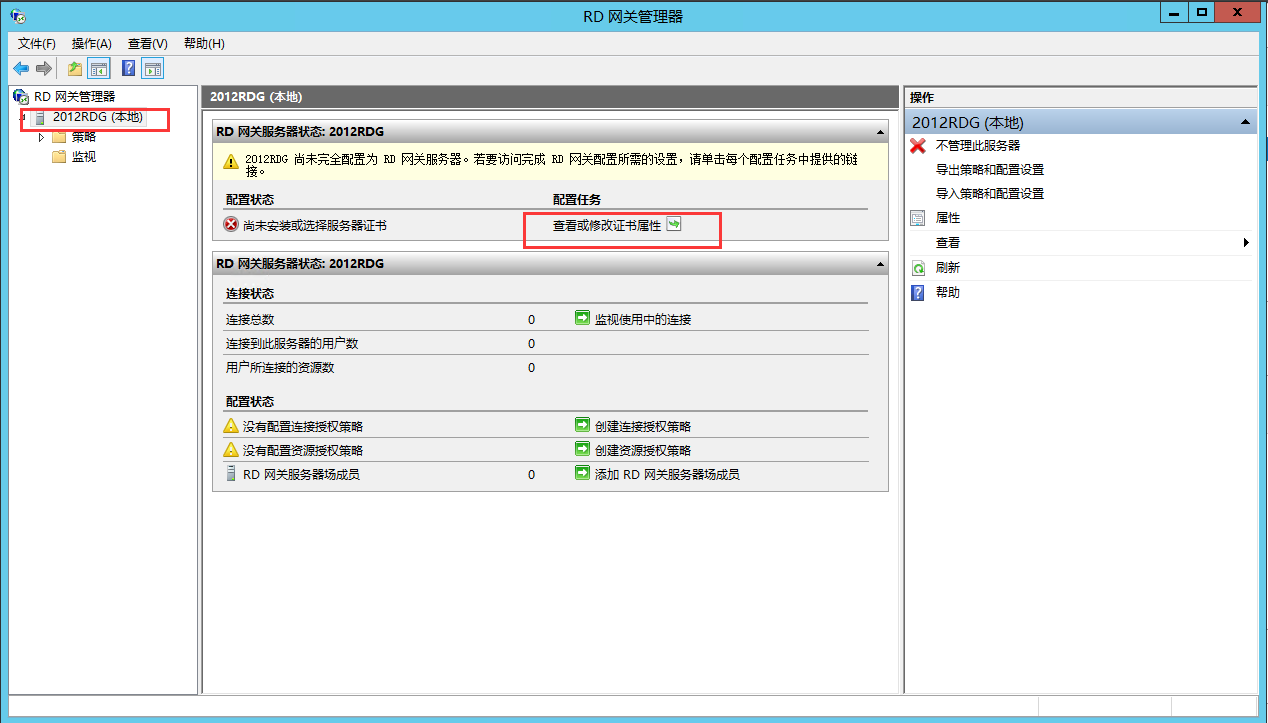 RD 网关管理器
文件(F) 操作(A) 查看(V) 帮助(H)
RD 网关管理器
2012RDG (本地)
策略
监视
2012RDG (本地)
RD 网关服务器状态: 2012RDG
2012RDG 尚未完全配置为 RD 网关服务器。若要访问完成 RD 网关配置所需的设置，请单击每个配置任务中提供的链
接。
配置状态 配置任务
尚未安装或选择服务器证书 查看或修改证书属性
RD 网关服务器状态: 2012RDG
连接状态
连接总数 0 监视使用中的连接
连接到此服务器的用户数 0
用户所连接的资源数 0
配置状态
没有配置连接授权策略 创建连接授权策略
没有配置资源授权策略 创建资源授权策略
RD 网关服务器场成员 0 添加 RD 网关服务器场成员
操作
2012RDG (本地)
不管理此服务器
导出策略和配置设置
导入策略和配置设置
属性
查看
刷新
帮助